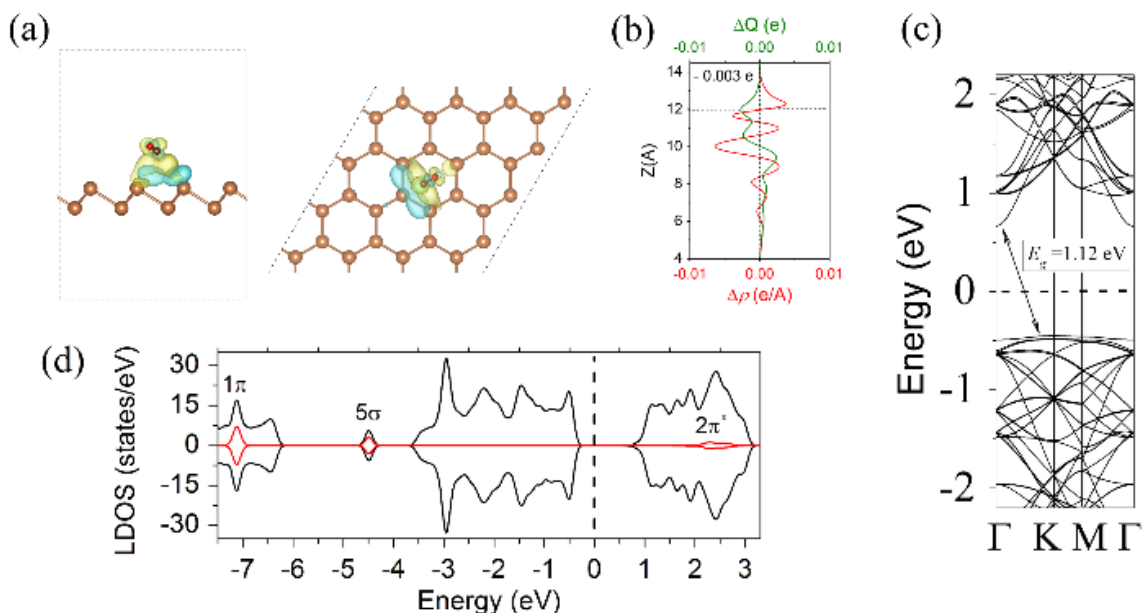 (a)
(b)
ΔQ (e)
-0.01 0.00 0.01
14
12
10
8
6
4
Z(A)
- 0.003 e
-0.01 0.00 0.01
Δρ (e/A)
(c)
2
1
0
-1
-2
Energy (eV)
E_g =1.12 eV
Γ K M Γ
(d)
30
15
0
-15
-30
LDOS (states/eV)
1π
5σ
2π*
-7 -6 -5 -4 -3 -2 -1 0 1 2 3
Energy (eV)